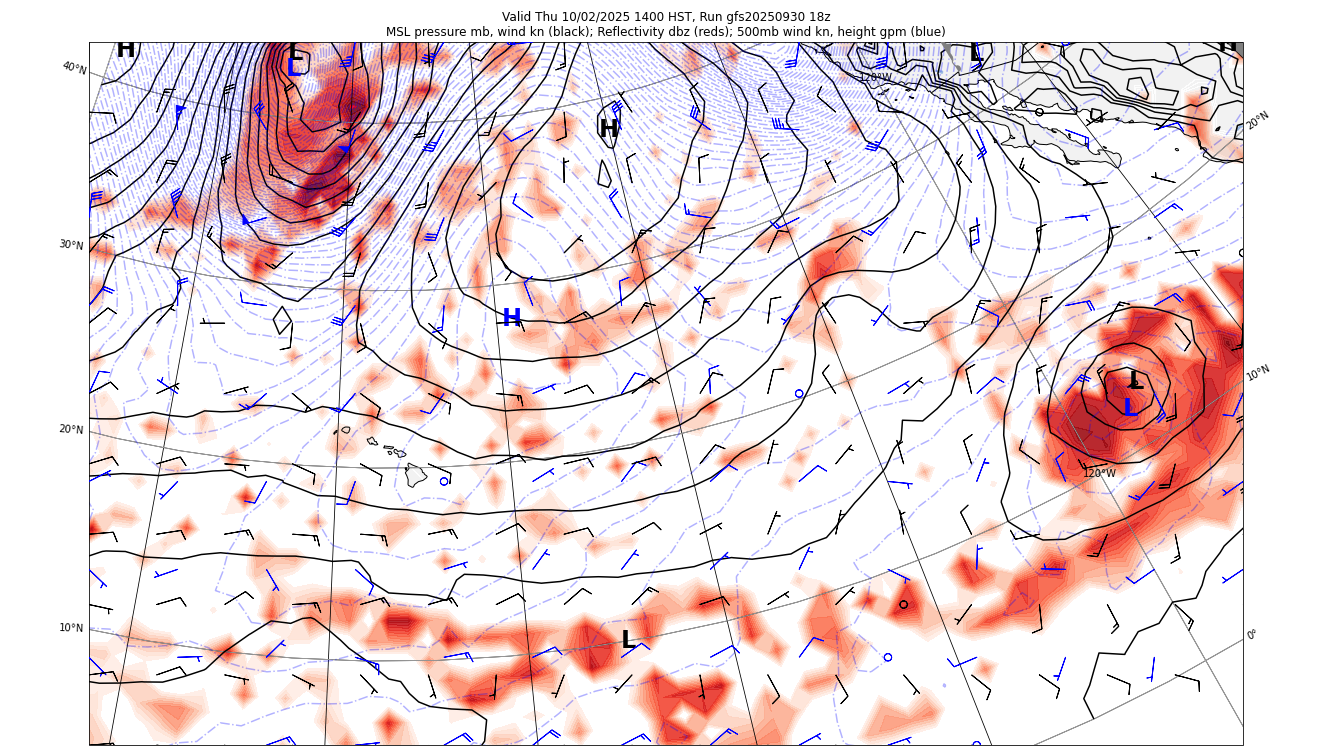 Valid Thu 10/02/2025 1400 HST, Run gfs20250930 18z
MSL pressure mb, wind kn (black); Reflectivity dbz (reds); 500mb wind kn, height gpm (blue)
H
L
L
L
H
40°N
120°W
20°N
H
30°N
H
10°N
L
L
20°N
120°W
10°N
L
0°